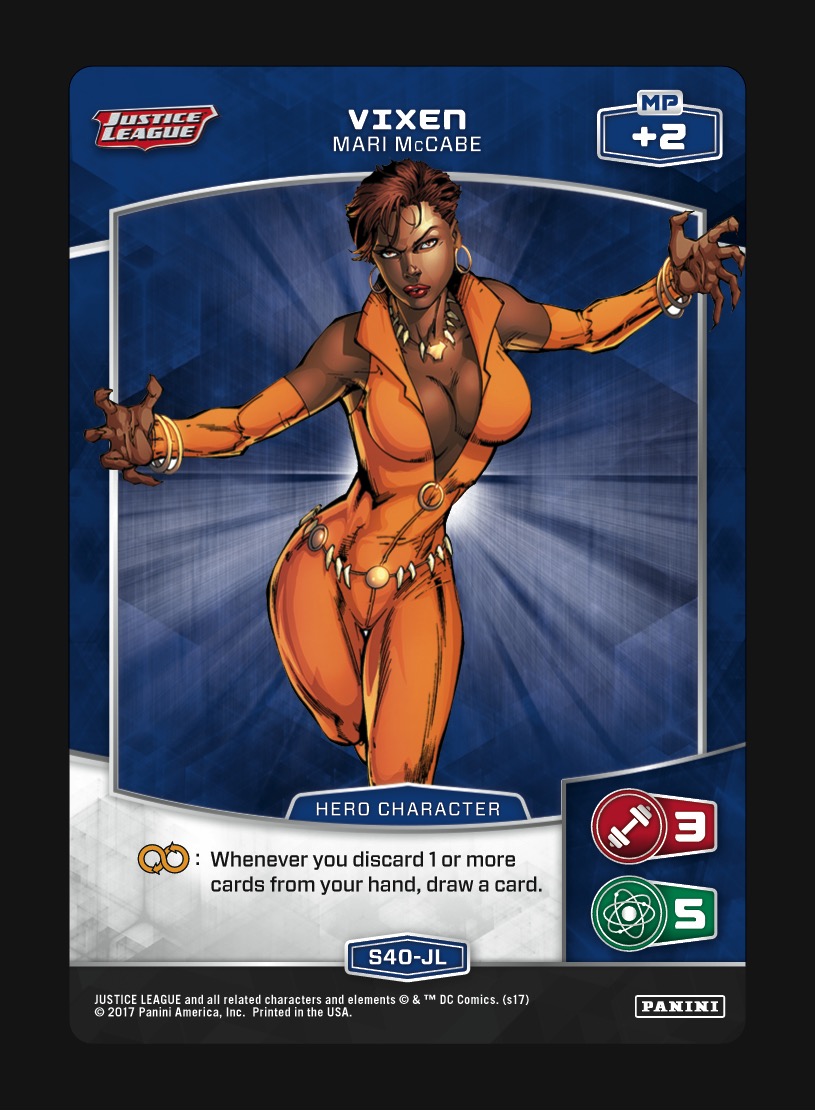 JUSTICE
LEAGUE
VIXEN
MARI McCABE
MP
+2
HERO CHARACTER
: Whenever you discard 1 or more
cards from your hand, draw a card.
3
5
S40-JL
JUSTICE LEAGUE and all related characters and elements © & ™ DC Comics. (s17)
© 2017 Panini America, Inc. Printed in the USA.
PANINI